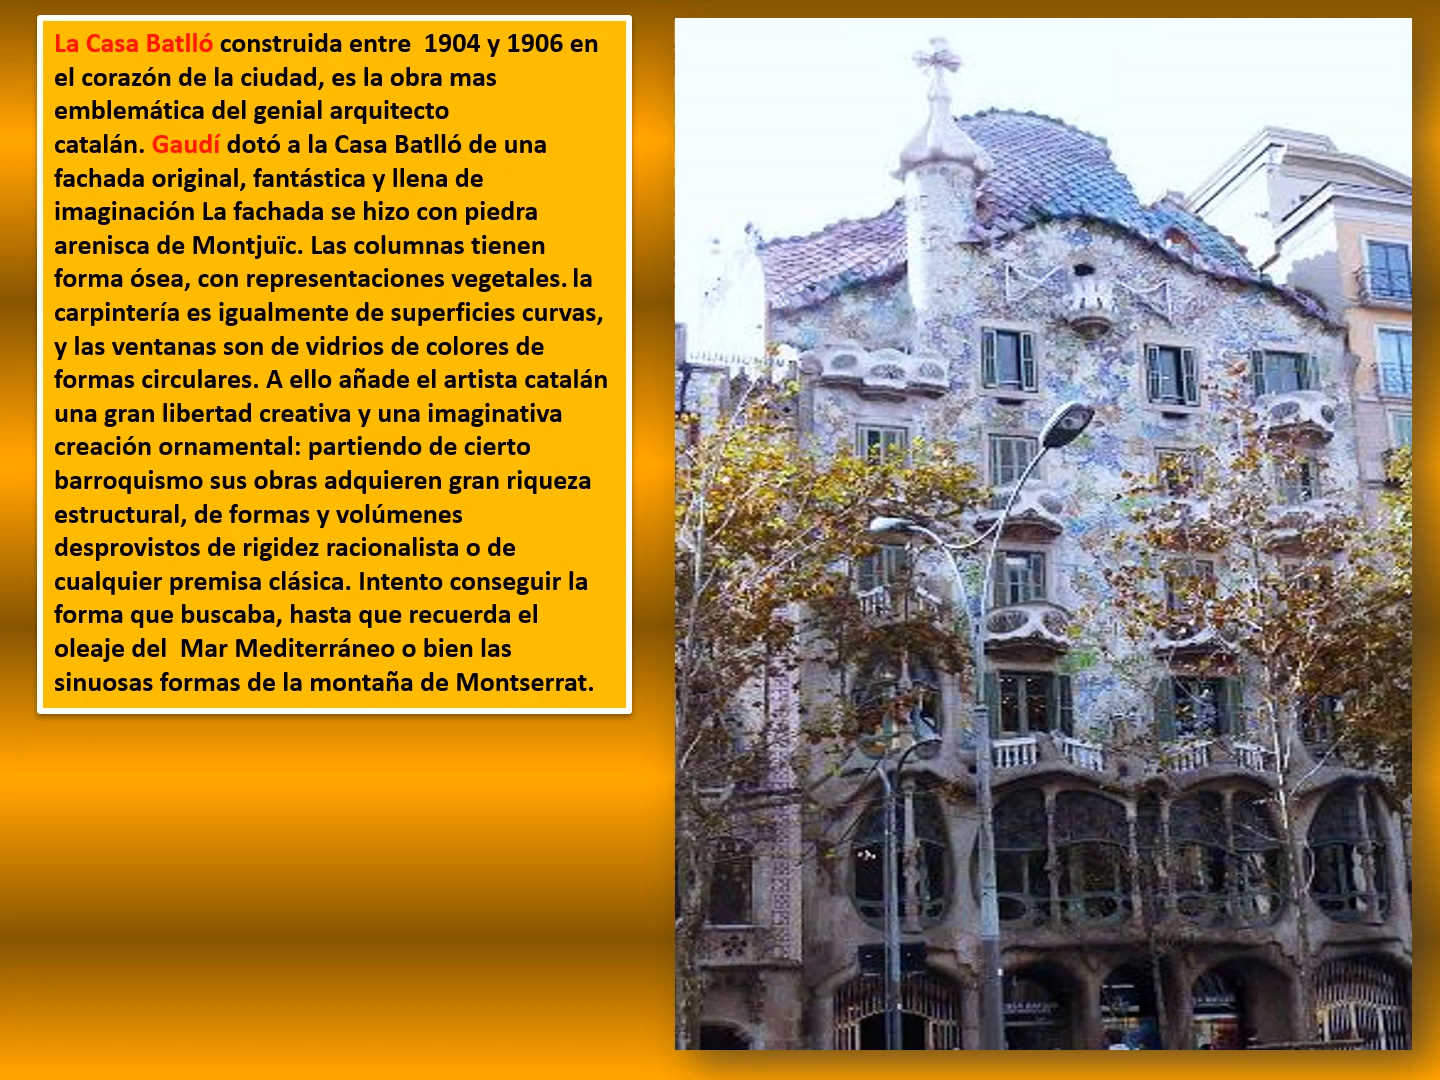 La Casa Batlló construida entre  1904 y 1906 en
el corazón de la ciudad, es la obra mas
emblemática del genial arquitecto
catalán. Gaudí dotó a la Casa Batlló de una
fachada original, fantástica y llena de
imaginación La fachada se hizo con piedra
arenisca de Montjuïc. Las columnas tienen
forma ósea, con representaciones vegetales. la
carpintería es igualmente de superficies curvas,
y las ventanas son de vidrios de colores de
formas circulares. A ello añade el artista catalán
una gran libertad creativa y una imaginativa
creación ornamental: partiendo de cierto
barroquismo sus obras adquieren gran riqueza
estructural, de formas y volúmenes
desprovistos de rigidez racionalista o de
cualquier premisa clásica. Intento conseguir la
forma que buscaba, hasta que recuerda el
oleaje del  Mar Mediterráneo o bien las
sinuosas formas de la montaña de Montserrat.